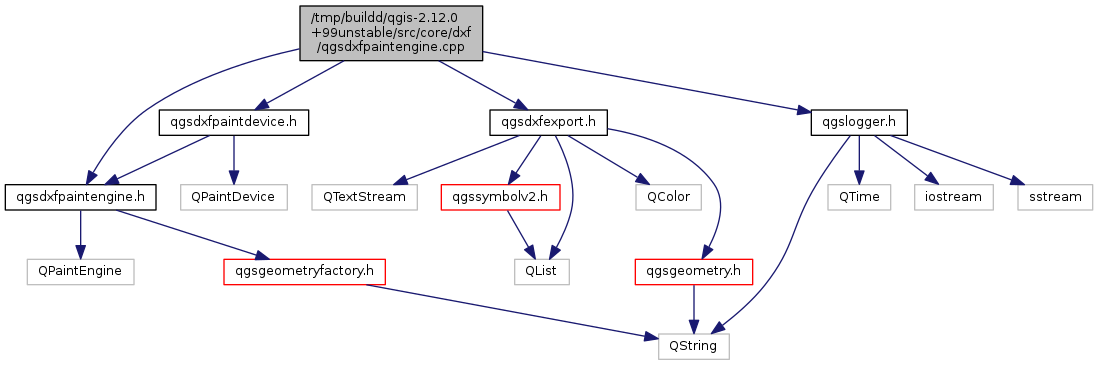 /tmp/buildd/qgis-2.12.0
+99unstable/src/core/dxf
/qgsdxfpaintengine.cpp
qgsdxfpaintdevice.h
qgsdxfexport.h
qgslogger.h
qgsdxfpaintengine.h
QPaintDevice
QTextStream
qgssymbolv2.h
QColor
QTime
iostream
sstream
QPaintEngine
qgsgeometryfactory.h
QList
qgsgeometry.h
QString